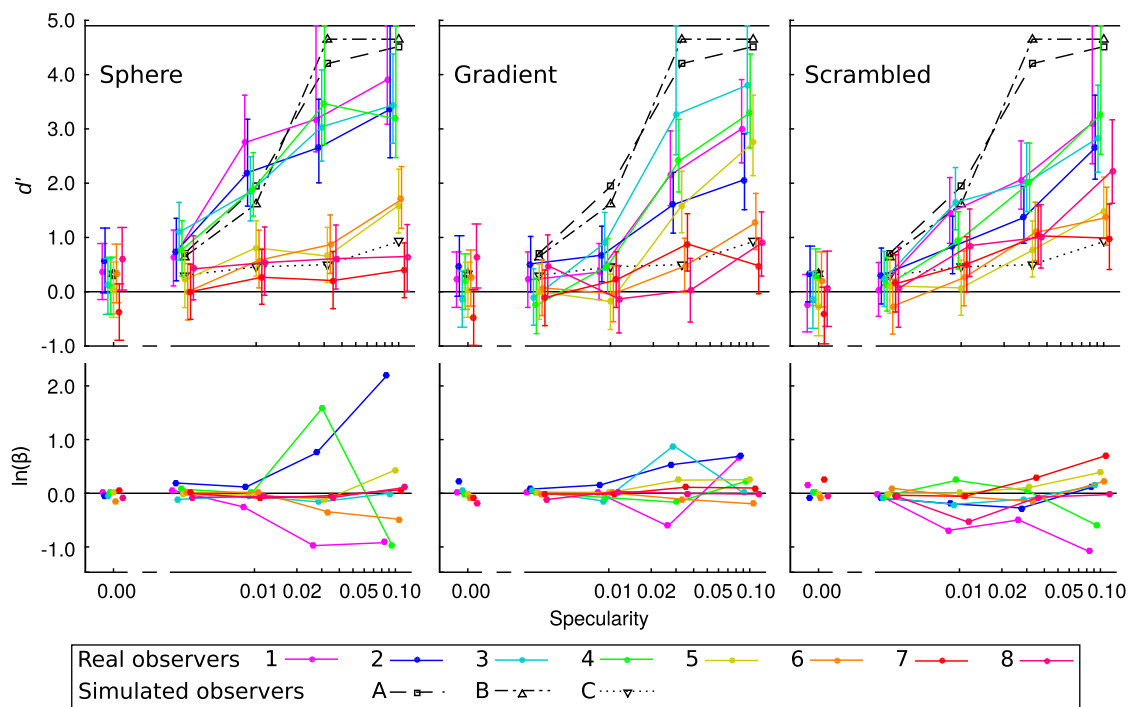 5.0
4.0
3.0
2.0
1.0
0.0
-1.0
d′
Sphere
Gradient
Scrambled
2.0
1.0
0.0
-1.0
ln(β)
0.00 0.01 0.02 0.05 0.10 0.00 0.01 0.02 0.05 0.10 0.00 0.01 0.02 0.05 0.10
Specularity
Real observers 1 2 3 4 5 6 7 8
Simulated observers A B C